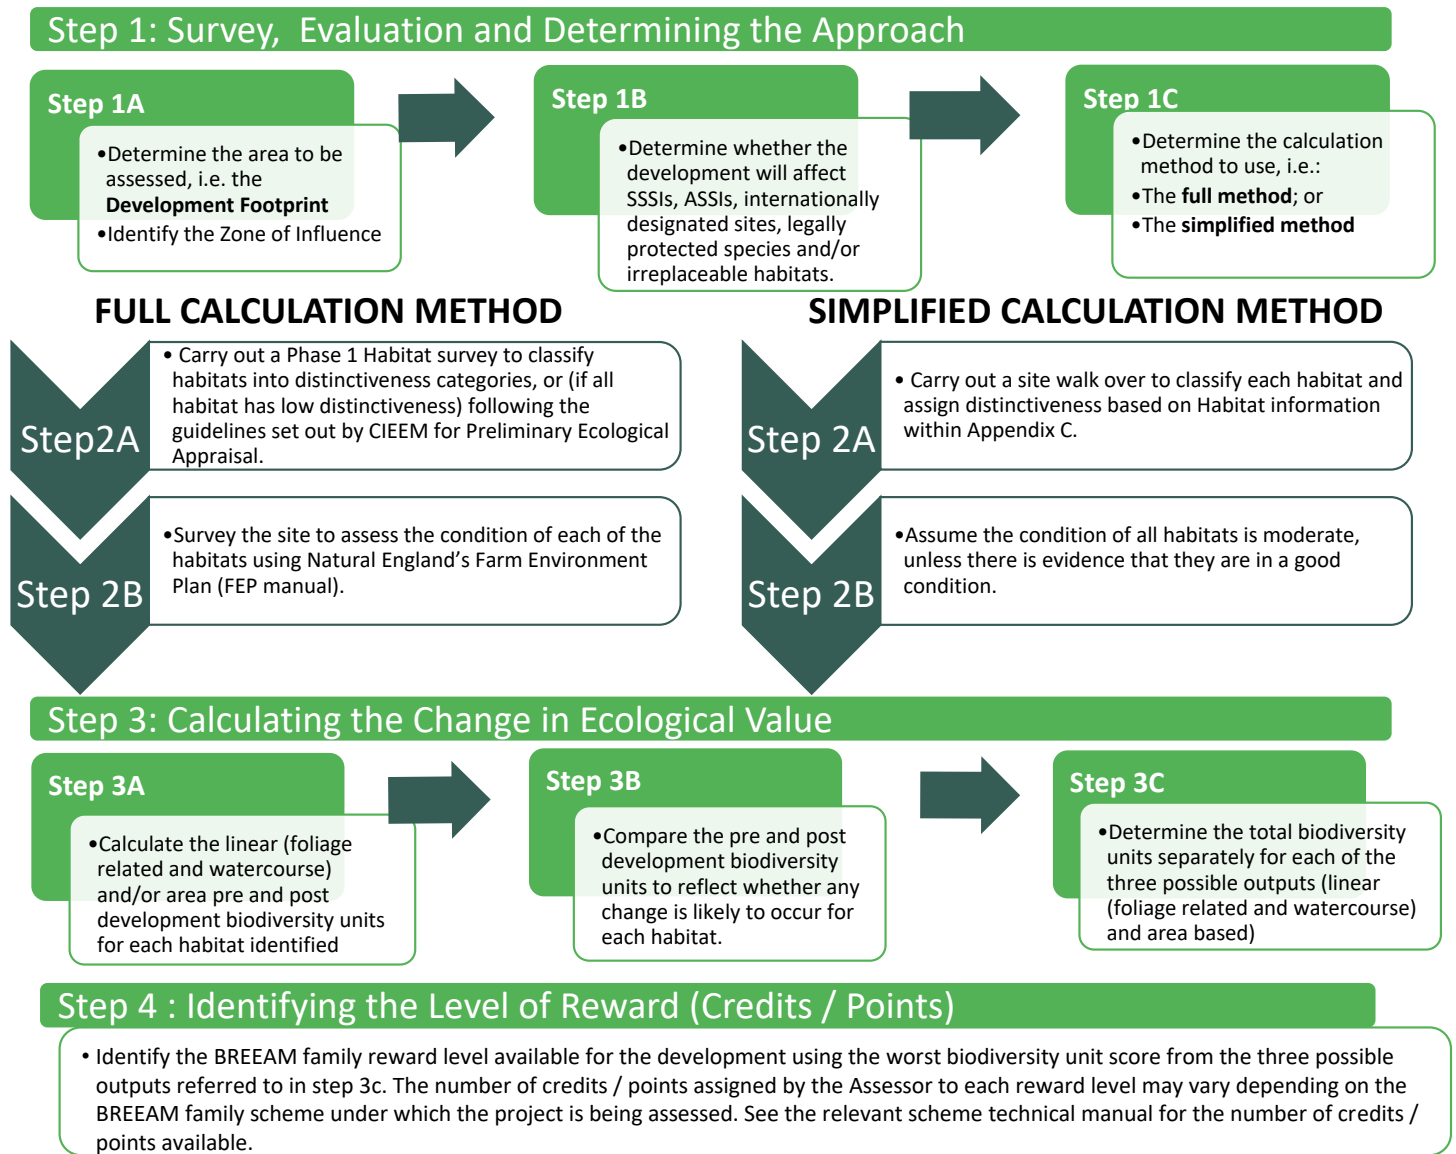 Step 1: Survey,  Evaluation and Determining the Approach
Step 1A
•Determine the area to be
assessed, i.e. the
Development Footprint
•Identify the Zone of Influence
Step 1B
•Determine whether the
development will affect
SSSIs, ASSIs, internationally
designated sites, legally
protected species and/or
irreplaceable habitats.
Step 1C
•Determine the calculation
method to use, i.e.:
•The full method; or
•The simplified method
FULL CALCULATION METHOD
Step2A
• Carry out a Phase 1 Habitat survey to classify
habitats into distinctiveness categories, or (if all
habitat has low distinctiveness) following the
guidelines set out by CIEEM for Preliminary Ecological
Appraisal.
Step 2B
•Survey the site to assess the condition of each of the
habitats using Natural England's Farm Environment
Plan (FEP manual).
SIMPLIFIED CALCULATION METHOD
Step 2A
• Carry out a site walk over to classify each habitat and
assign distinctiveness based on Habitat information
within Appendix C.
Step 2B
•Assume the condition of all habitats is moderate,
unless there is evidence that they are in a good
condition.
Step 3: Calculating the Change in Ecological Value
Step 3A
•Calculate the linear (foliage
related and watercourse)
and/or area pre and post
development biodiversity units
for each habitat identified
Step 3B
•Compare the pre and post
development biodiversity
units to reflect whether any
change is likely to occur for
each habitat.
Step 3C
•Determine the total biodiversity
units separately for each of the
three possible outputs (linear
(foliage related and watercourse)
and area based)
Step 4 : Identifying the Level of Reward (Credits / Points)
• Identify the BREEAM family reward level available for the development using the worst biodiversity unit score from the three possible
outputs referred to in step 3c. The number of credits / points assigned by the Assessor to each reward level may vary depending on the
BREEAM family scheme under which the project is being assessed. See the relevant scheme technical manual for the number of credits /
points available.